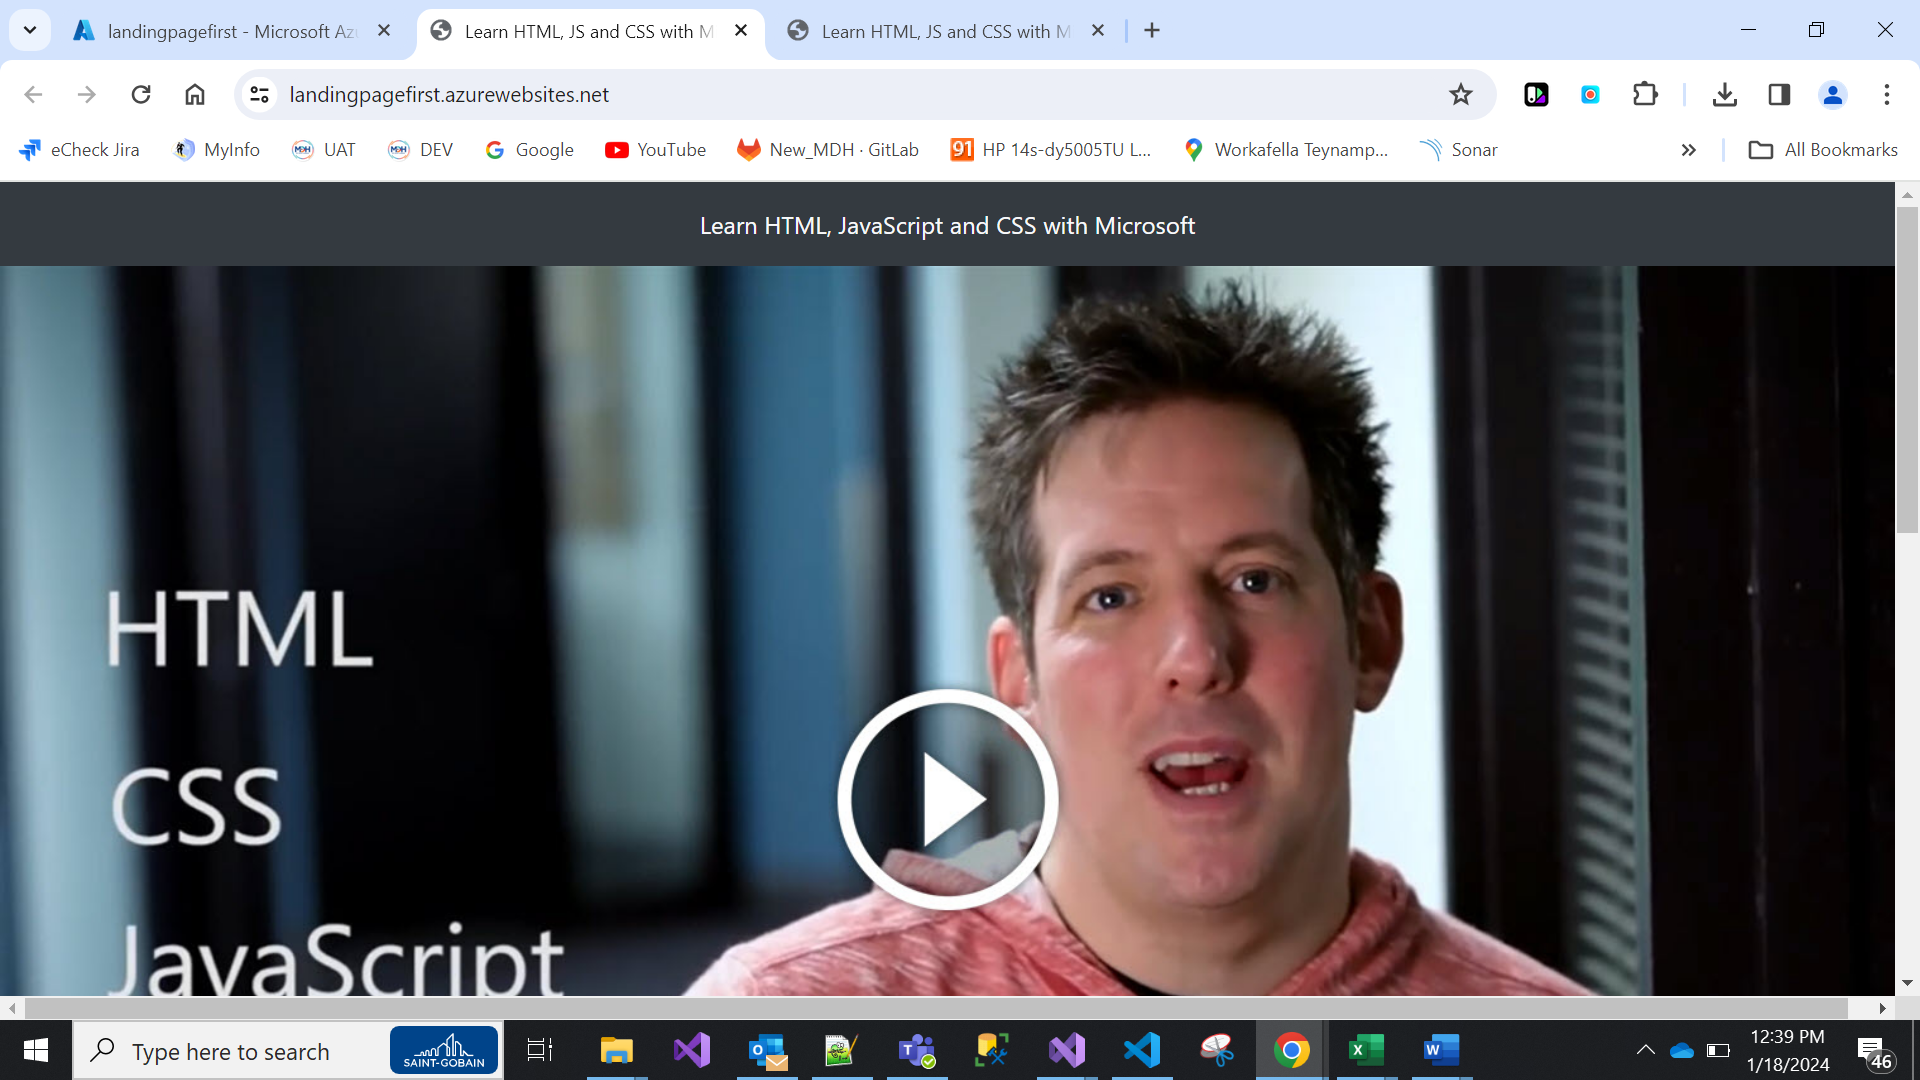 landingpagefirst - Microsoft Az
Learn HTML, JS and CSS with M
Learn HTML, JS and CSS with M
landingpagefirst.azurewebsites.net
eCheck Jira
MyInfo
MDH UAT
MDH DEV
G Google
YouTube
New_MDH · GitLab
91 HP 14s-dy5005TU L...
Workafella Teynamp...
Sonar
All Bookmarks
Learn HTML, JavaScript and CSS with Microsoft
HTML
CSS
JavaScript
Type here to search
SAINT-GOBAIN
12:39 PM
1/18/2024
46